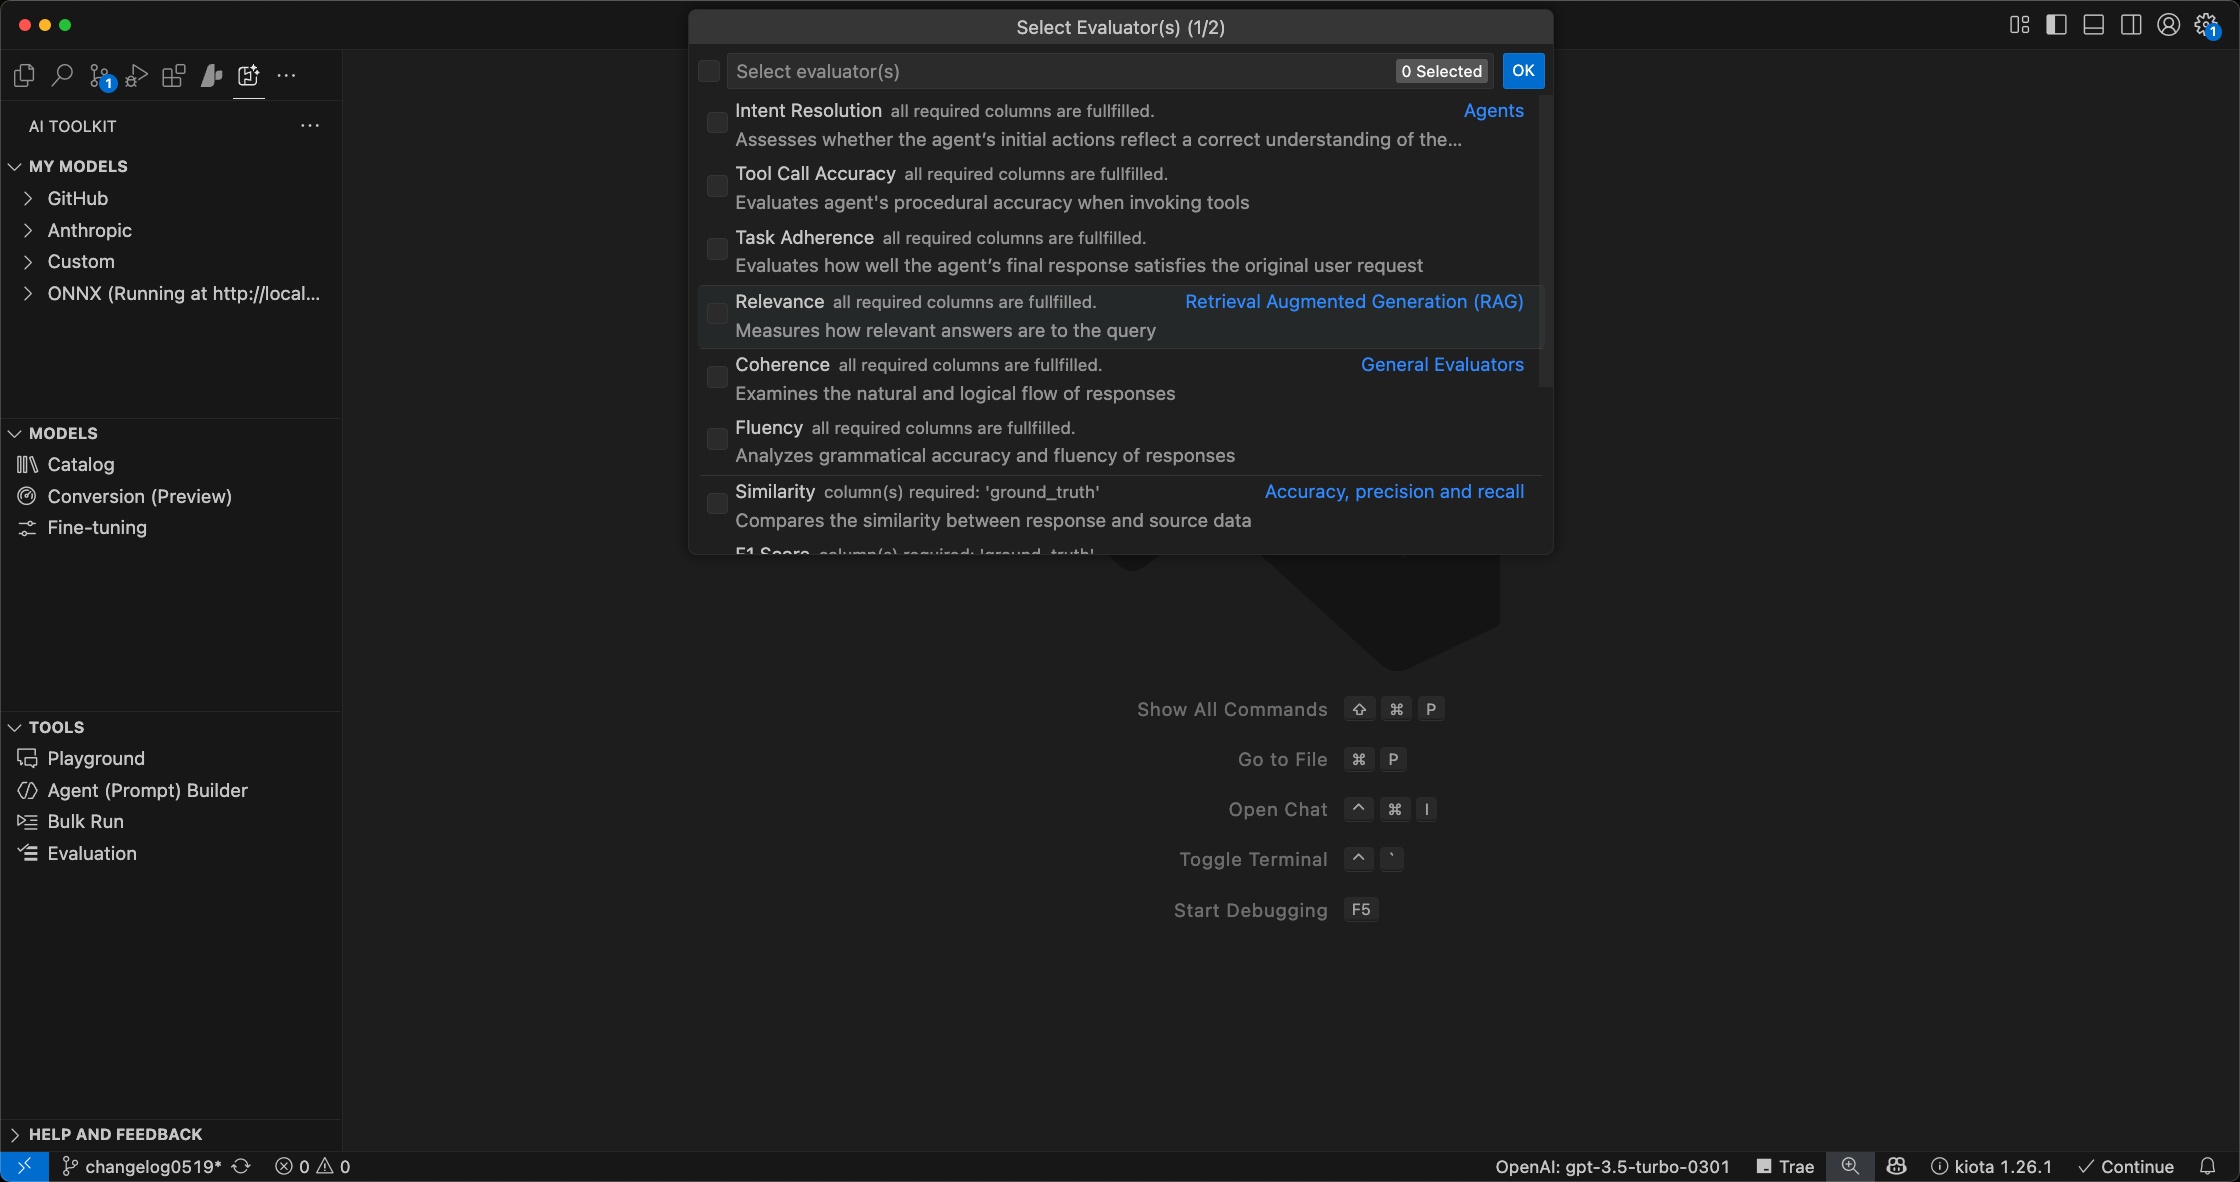 Select Evaluator(s) (1/2)
1
Select evaluator(s)
0 Selected
OK
1
Intent Resolution all required columns are fullfilled. Agents
Assesses whether the agent’s initial actions reflect a correct understanding of the...
Tool Call Accuracy all required columns are fullfilled.
Evaluates agent's procedural accuracy when invoking tools
Task Adherence all required columns are fullfilled.
Evaluates how well the agent’s final response satisfies the original user request
Relevance all required columns are fullfilled. Retrieval Augmented Generation (RAG)
Measures how relevant answers are to the query
Coherence all required columns are fullfilled. General Evaluators
Examines the natural and logical flow of responses
Fluency all required columns are fullfilled.
Analyzes grammatical accuracy and fluency of responses
Similarity column(s) required: 'ground_truth' Accuracy, precision and recall
Compares the similarity between response and source data
F1 Score column(s) required: 'ground_truth'
AI TOOLKIT
MY MODELS
GitHub
Anthropic
Custom
ONNX (Running at http://local...
MODELS
Catalog
Conversion (Preview)
Fine-tuning
TOOLS
Playground
Agent (Prompt) Builder
Bulk Run
Evaluation
HELP AND FEEDBACK
Show All Commands ⇧ ⌘ P
Go to File ⌘ P
Open Chat ^ ⌘ I
Toggle Terminal ^ `
Start Debugging F5
changelog0519* 0 0
OpenAI: gpt-3.5-turbo-0301 Trae kiota 1.26.1 Continue